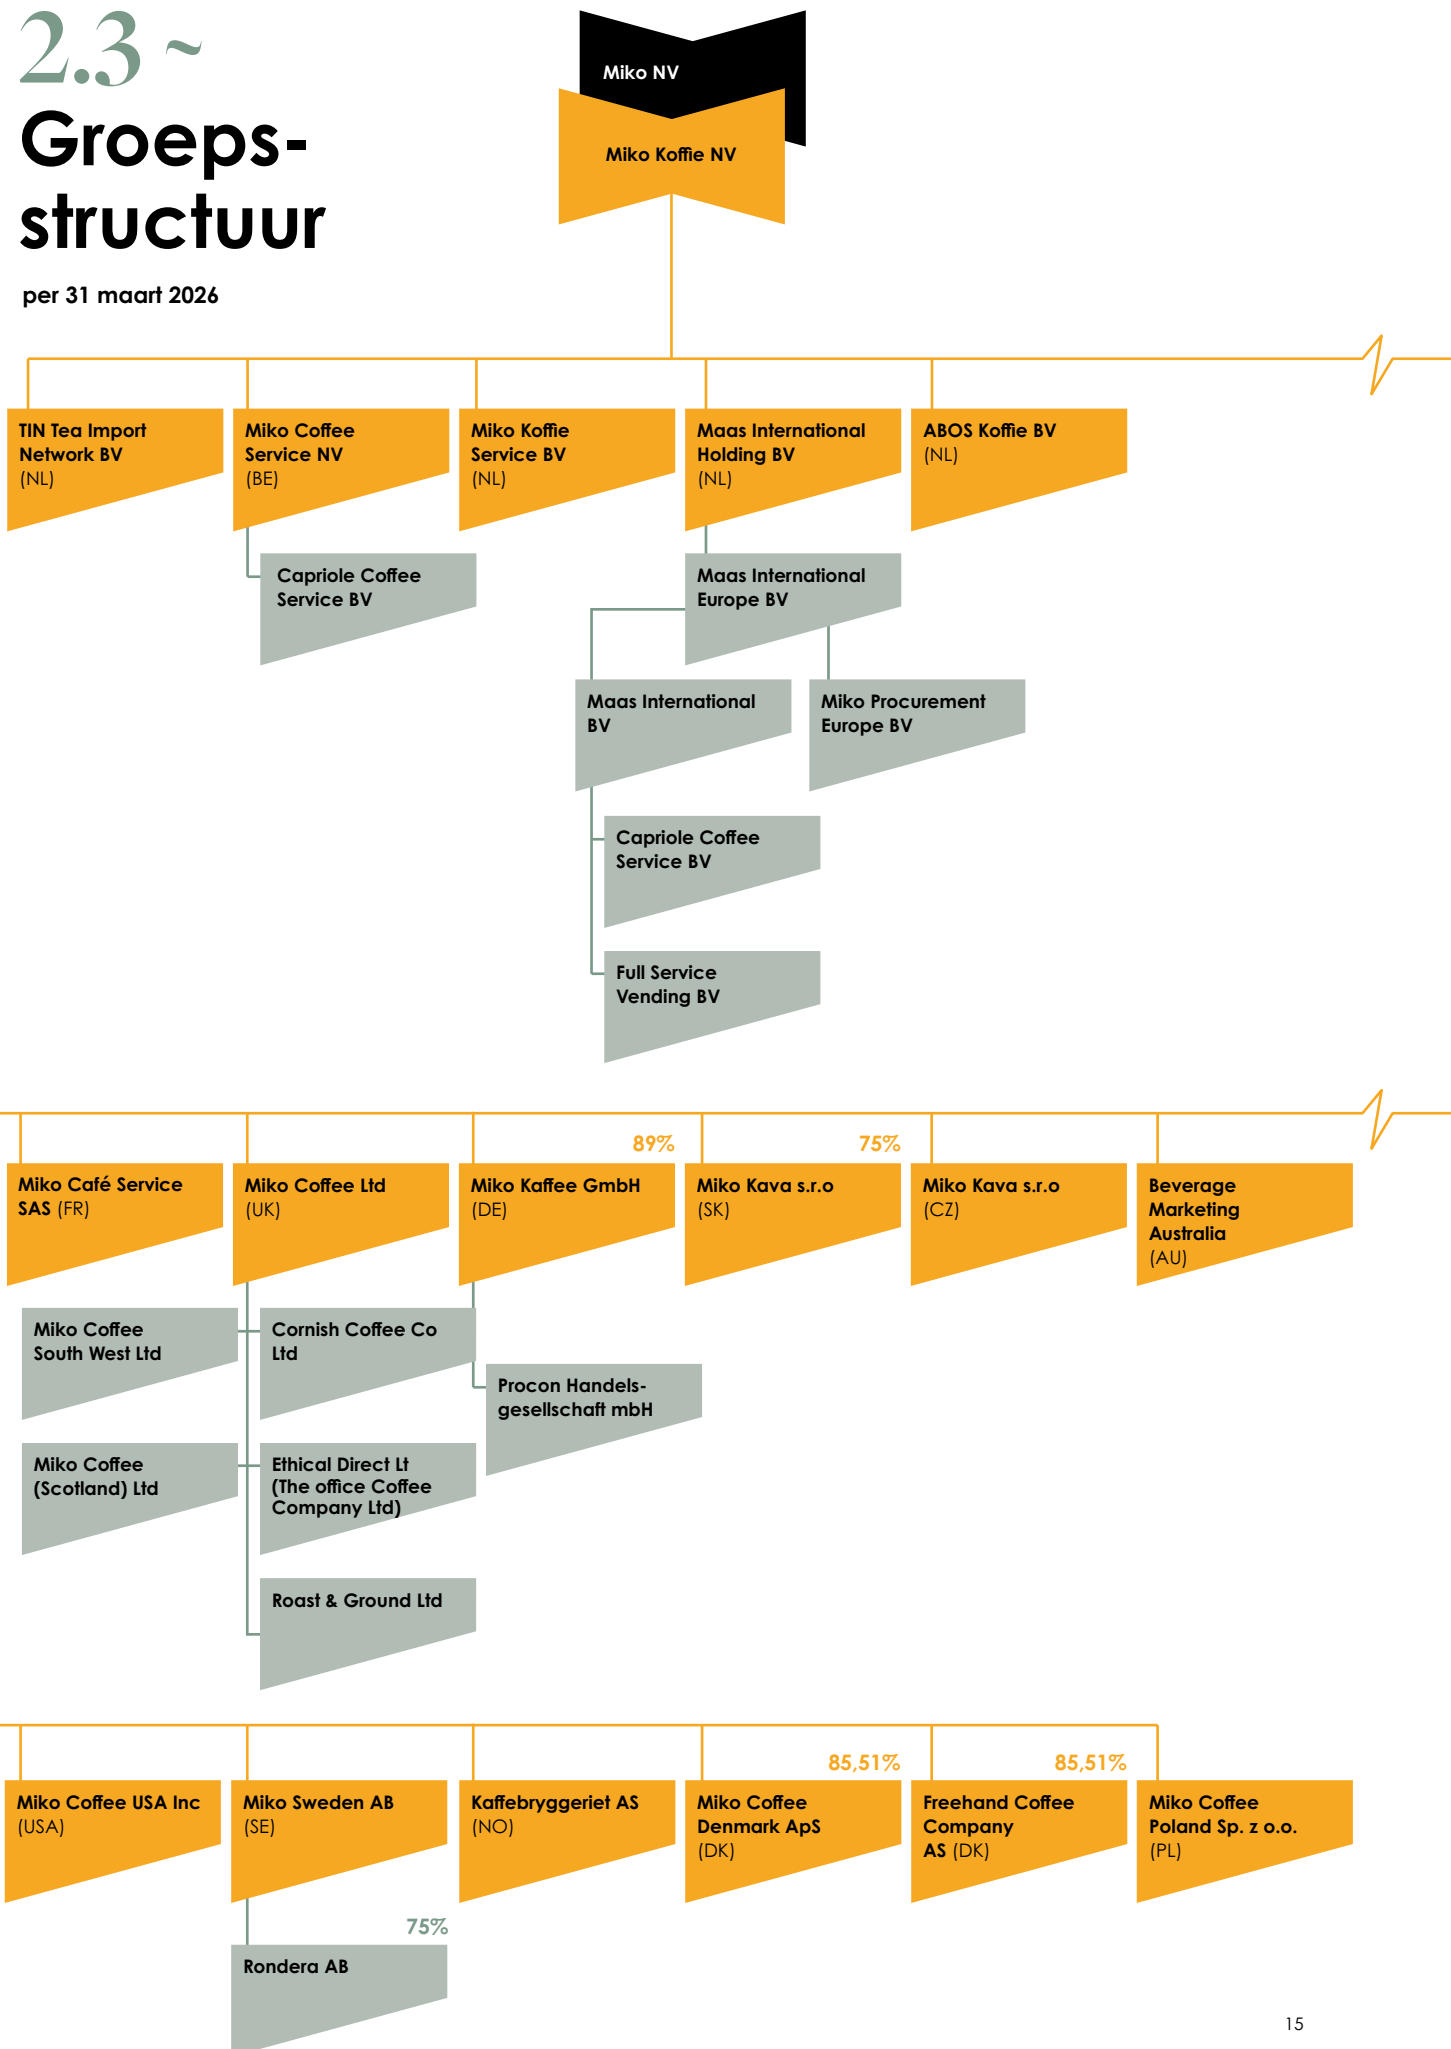 2.3 ~
Groeps-
structuur
per 31 maart 2026
Miko NV
Miko Koffie NV
TIN Tea Import
Network BV
(NL)
Miko Coffee
Service NV
(BE)
Miko Koffie
Service BV
(NL)
Maas International
Holding BV
(NL)
ABOS Koffie BV
(NL)
Capriole Coffee
Service BV
Maas International
Europe BV
Maas International
BV
Miko Procurement
Europe BV
Capriole Coffee
Service BV
Full Service
Vending BV
Miko Café Service
SAS (FR)
Miko Coffee Ltd
(UK)
89%
Miko Kaffee GmbH
(DE)
75%
Miko Kava s.r.o
(SK)
Miko Kava s.r.o
(CZ)
Beverage
Marketing
Australia
(AU)
Miko Coffee
South West Ltd
Cornish Coffee Co
Ltd
Procon Handels-
gesellschaft mbH
Miko Coffee
(Scotland) Ltd
Ethical Direct Lt
(The office Coffee
Company Ltd)
Roast & Ground Ltd
Miko Coffee USA Inc
(USA)
Miko Sweden AB
(SE)
Kaffebryggeriet AS
(NO)
85,51%
Miko Coffee
Denmark ApS
(DK)
85,51%
Freehand Coffee
Company
AS (DK)
Miko Coffee
Poland Sp. z o.o.
(PL)
75%
Rondera AB
15